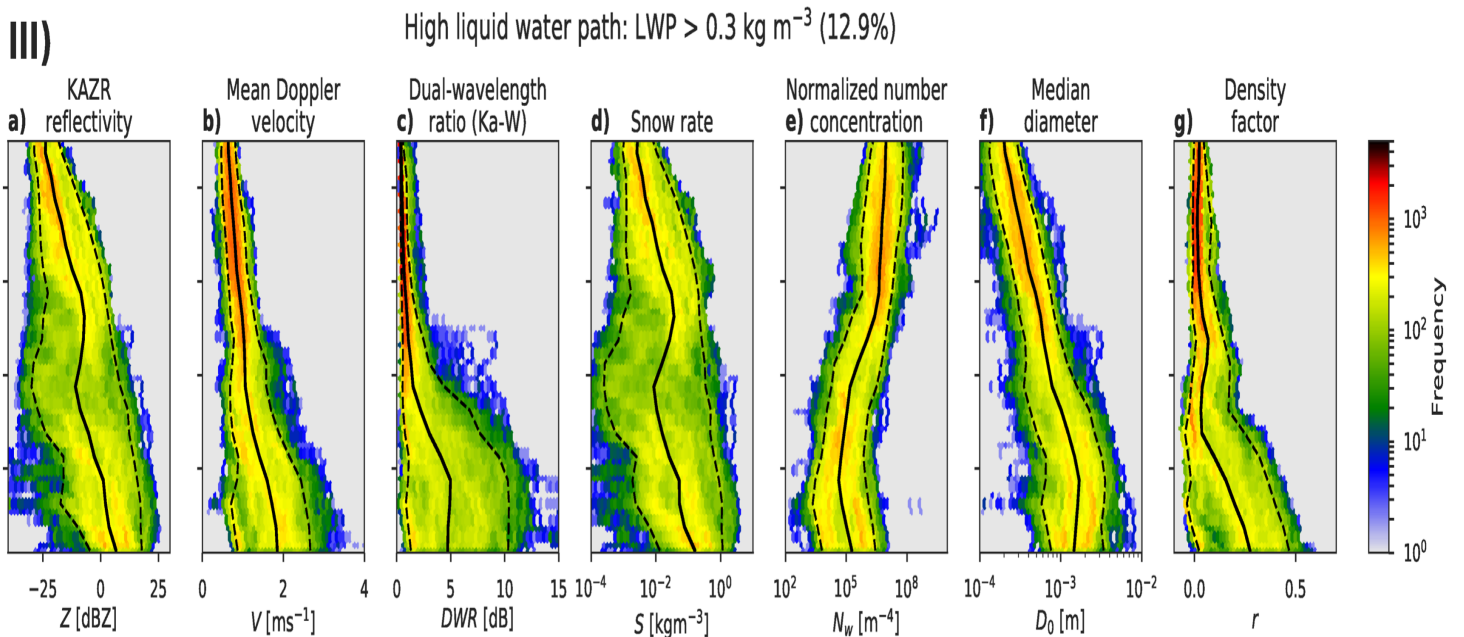 III)
High liquid water path: LWP > 0.3 kg m⁻³ (12.9%)
a) KAZR reflectivity
b) Mean Doppler velocity
c) Dual-wavelength ratio (Ka-W)
d) Snow rate
e) Normalized number concentration
f) Median diameter
g) Density factor
−25 0 25
0 2 4
0 5 10 15
10⁻⁴ 10⁻² 10⁰
10² 10⁵ 10⁸
10⁻⁴ 10⁻³ 10⁻²
0.0 0.5
Z [dBZ]
V [ms⁻¹]
DWR [dB]
S [kgm⁻³]
N_w [m⁻⁴]
D₀ [m]
r
10³
10²
10¹
10⁰
Frequency